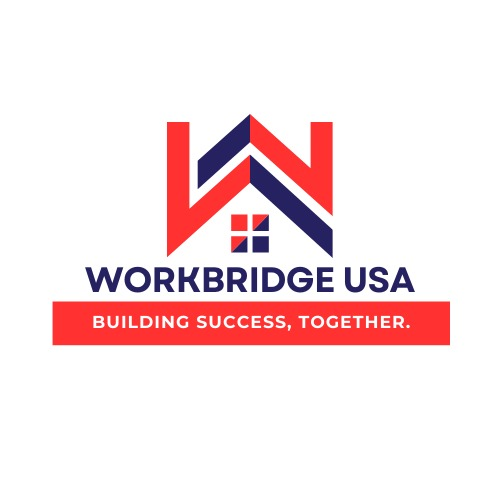 WORKBRIDGE USA
BUILDING SUCCESS, TOGETHER.